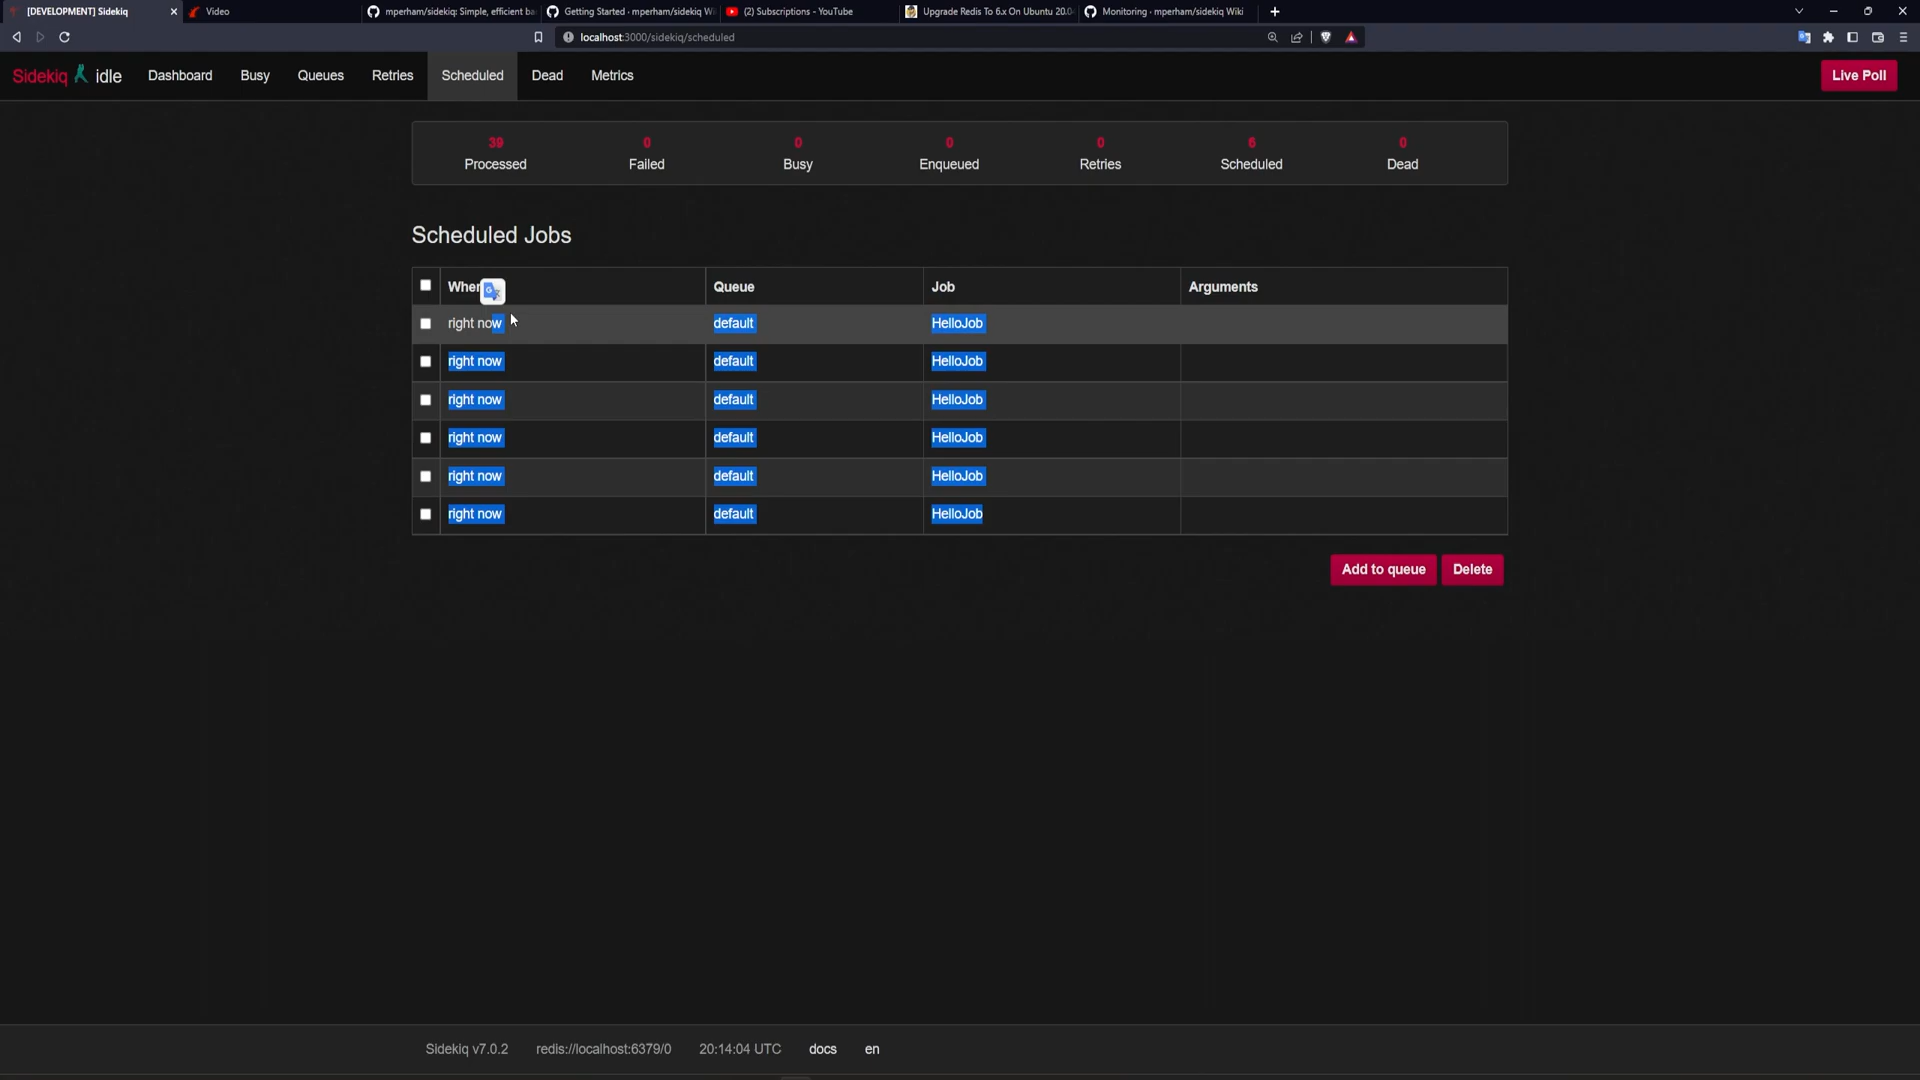 [DEVELOPMENT] Sidekiq
Video
mperham/sidekiq: Simple, efficient ba
Getting Started · mperham/sidekiq Wi
(2) Subscriptions - YouTube
Upgrade Redis To 6.x On Ubuntu 20.0
Monitoring · mperham/sidekiq Wiki
localhost:3000/sidekiq/scheduled
Sidekiq idle Dashboard Busy Queues Retries Scheduled Dead Metrics Live Poll
39 0 0 0 0 6 0
Processed Failed Busy Enqueued Retries Scheduled Dead
Scheduled Jobs
When Queue Job Arguments
right now default HelloJob
right now default HelloJob
right now default HelloJob
right now default HelloJob
right now default HelloJob
right now default HelloJob
Add to queue Delete
Sidekiq v7.0.2 redis://localhost:6379/0 20:14:04 UTC docs en